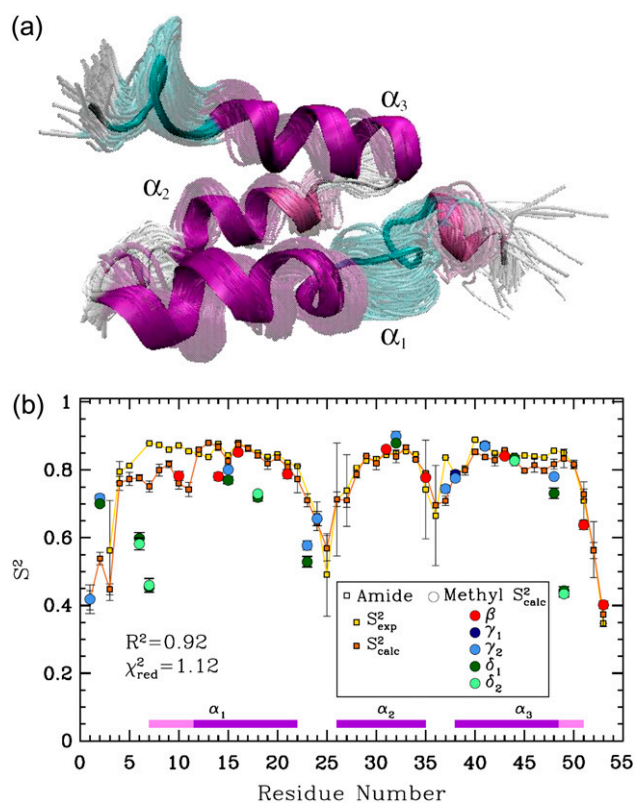 (a)
α3
α2
α1
(b)
1
0.8
0.6
0.4
0.2
0
S²
R²=0.92
χ²red=1.12
□ Amide ○ Methyl S²calc
S²exp
S²calc
β
γ1
γ2
δ1
δ2
α1 α2 α3
0 5 10 15 20 25 30 35 40 45 50 55
Residue Number